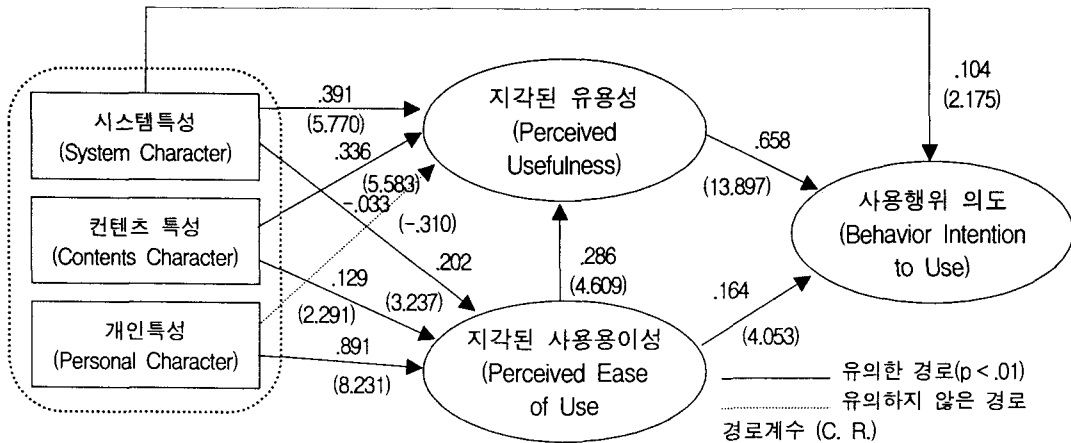 .104
(2.175)
시스템특성
(System Character)
.391
(5.770)
지각된 유용성
(Perceived
Usefulness)
.336
(5.583)
-.033
(-.310)
.658
(13.897)
컨텐츠 특성
(Contents Character)
사용행위 의도
(Behavior Intention
to Use)
.202
(3.237)
.129
(2.291)
.286
(4.609)
.164
(4.053)
개인특성
(Personal Character)
.891
(8.231)
지각된 사용용이성
(Perceived Ease
of Use
유의한 경로(p < .01)
유의하지 않은 경로
경로계수 (C. R.)